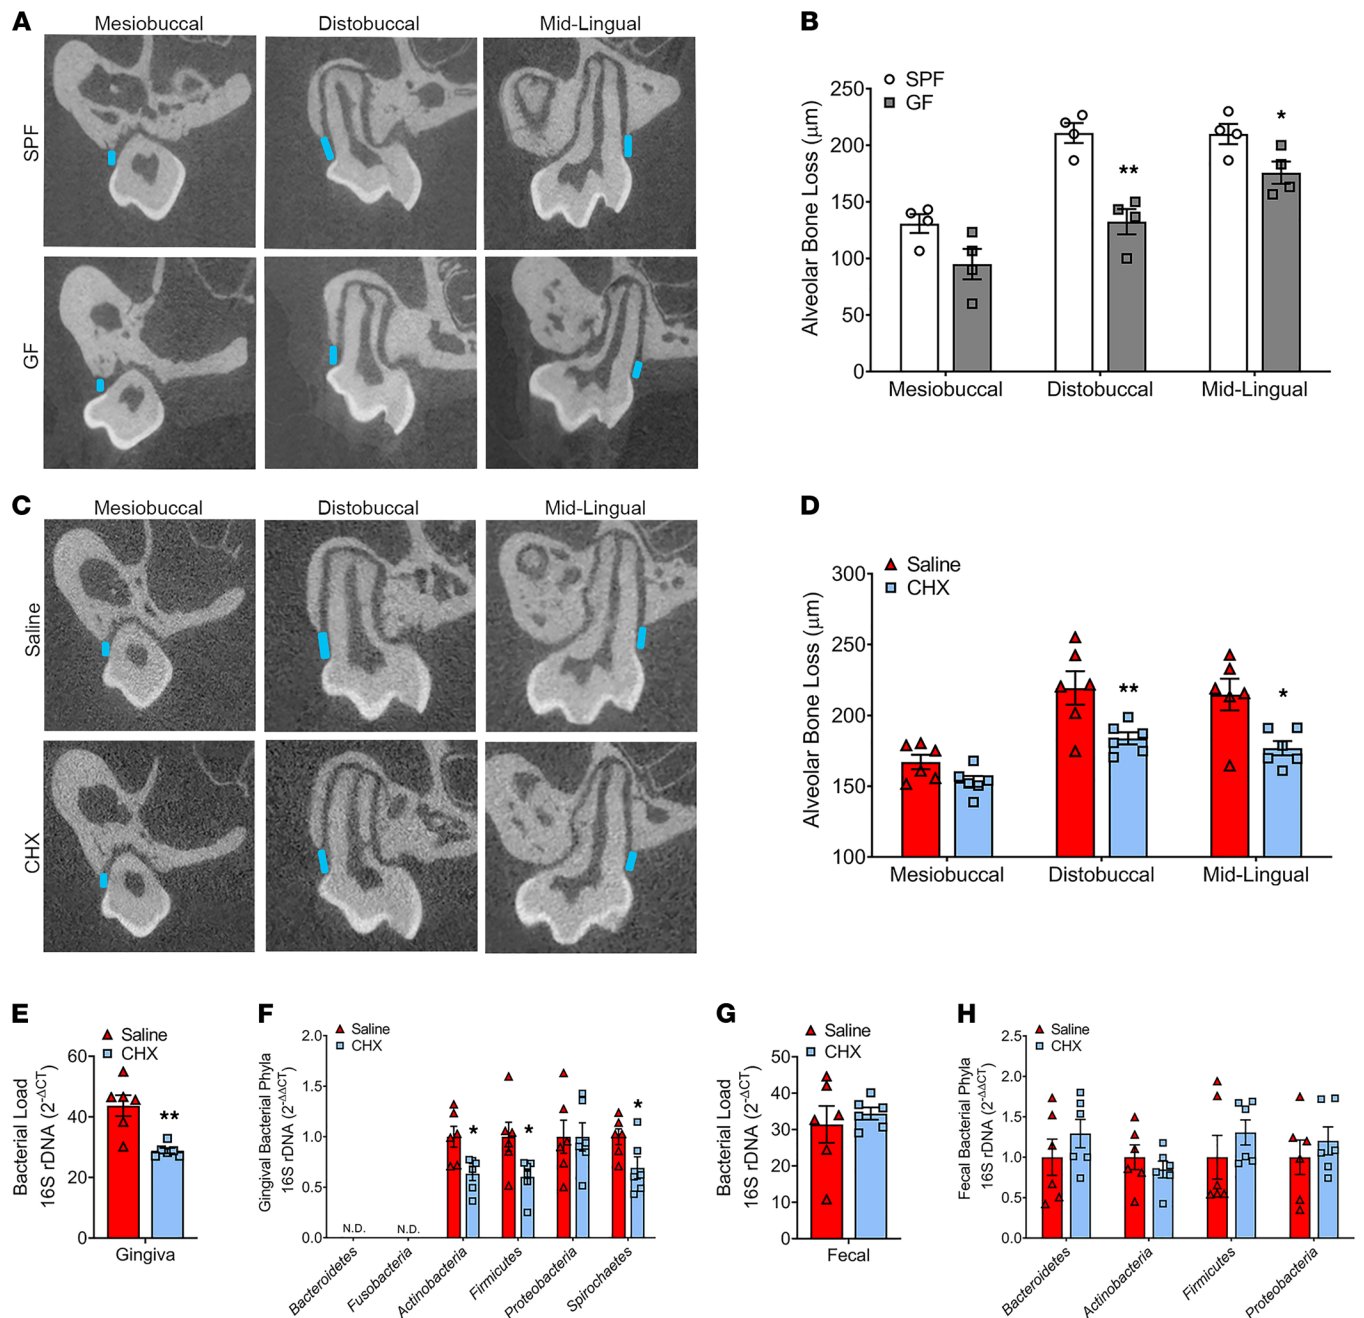 A
Mesiobuccal
Distobuccal
Mid-Lingual
SPF
GF
B
SPF
GF
Alveolar Bone Loss (μm)
250
200
150
100
50
0
**
*
Mesiobuccal
Distobuccal
Mid-Lingual
C
Mesiobuccal
Distobuccal
Mid-Lingual
Saline
CHX
D
Saline
CHX
Alveolar Bone Loss (μm)
300
250
200
150
100
**
*
Mesiobuccal
Distobuccal
Mid-Lingual
E
Saline
CHX
Bacterial Load
16S rDNA (2-ΔCT)
60
40
20
0
**
Gingiva
F
Saline
CHX
Gingival Bacterial Phyla
16S rDNA (2-ΔΔCT)
2.0
1.5
1.0
0.5
0.0
N.D.
N.D.
*
*
*
Bacteroidetes
Fusobacteria
Actinobacteria
Firmicutes
Proteobacteria
Spirochaetes
G
Saline
CHX
Bacterial Load
16S rDNA (2-ΔCT)
50
40
30
20
10
0
Fecal
H
Saline
CHX
Fecal Bacterial Phyla
16S rDNA (2-ΔΔCT)
2.5
2.0
1.5
1.0
0.5
0.0
Bacteroidetes
Actinobacteria
Firmicutes
Proteobacteria